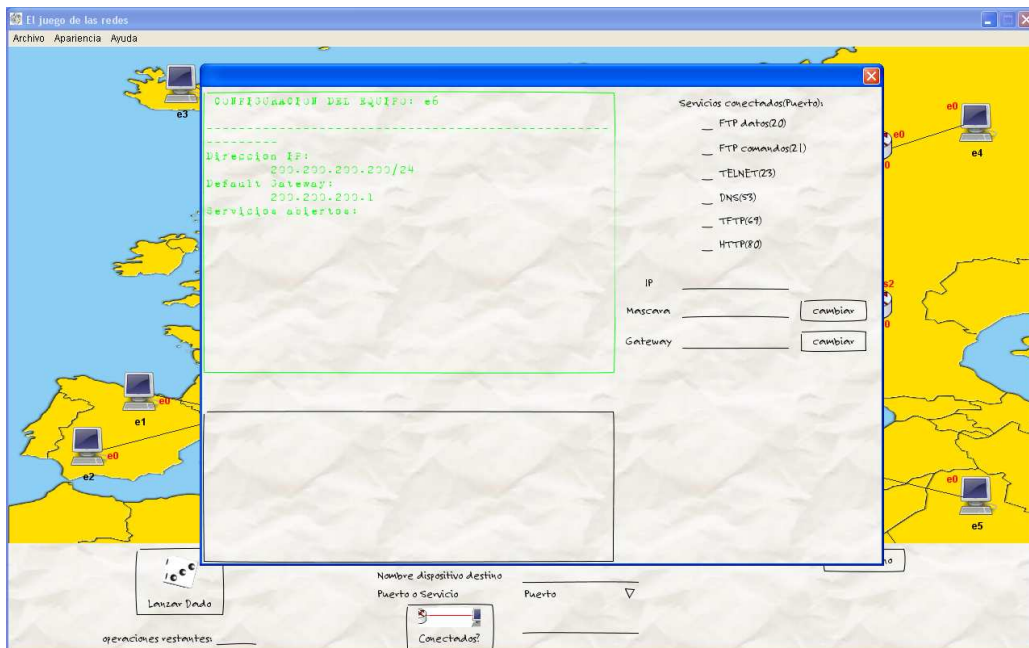 El juego de las redes
Archivo Apariencia Ayuda
e3
e0
e4
e0
0
s2
0
e1
e0
e2
e0
e0
e5
CONFIGURACION DEL EQUIPO: e6
--------------------------------------------------
---------
Direccion IP:
200.200.200.200/24
Default Gateway:
200.200.200.1
Servicios abiertos:
Servicios conectados(Puerto):
FTP datos(20)
FTP comandos(21)
TELNET(23)
DNS(53)
TFTP(69)
HTTP(80)
IP
Mascara cambiar
Gateway cambiar
Lanzar Dado
operaciones restantes:
Nombre dispositivo destino
Puerto o Servicio Puerto
Conectados?
no